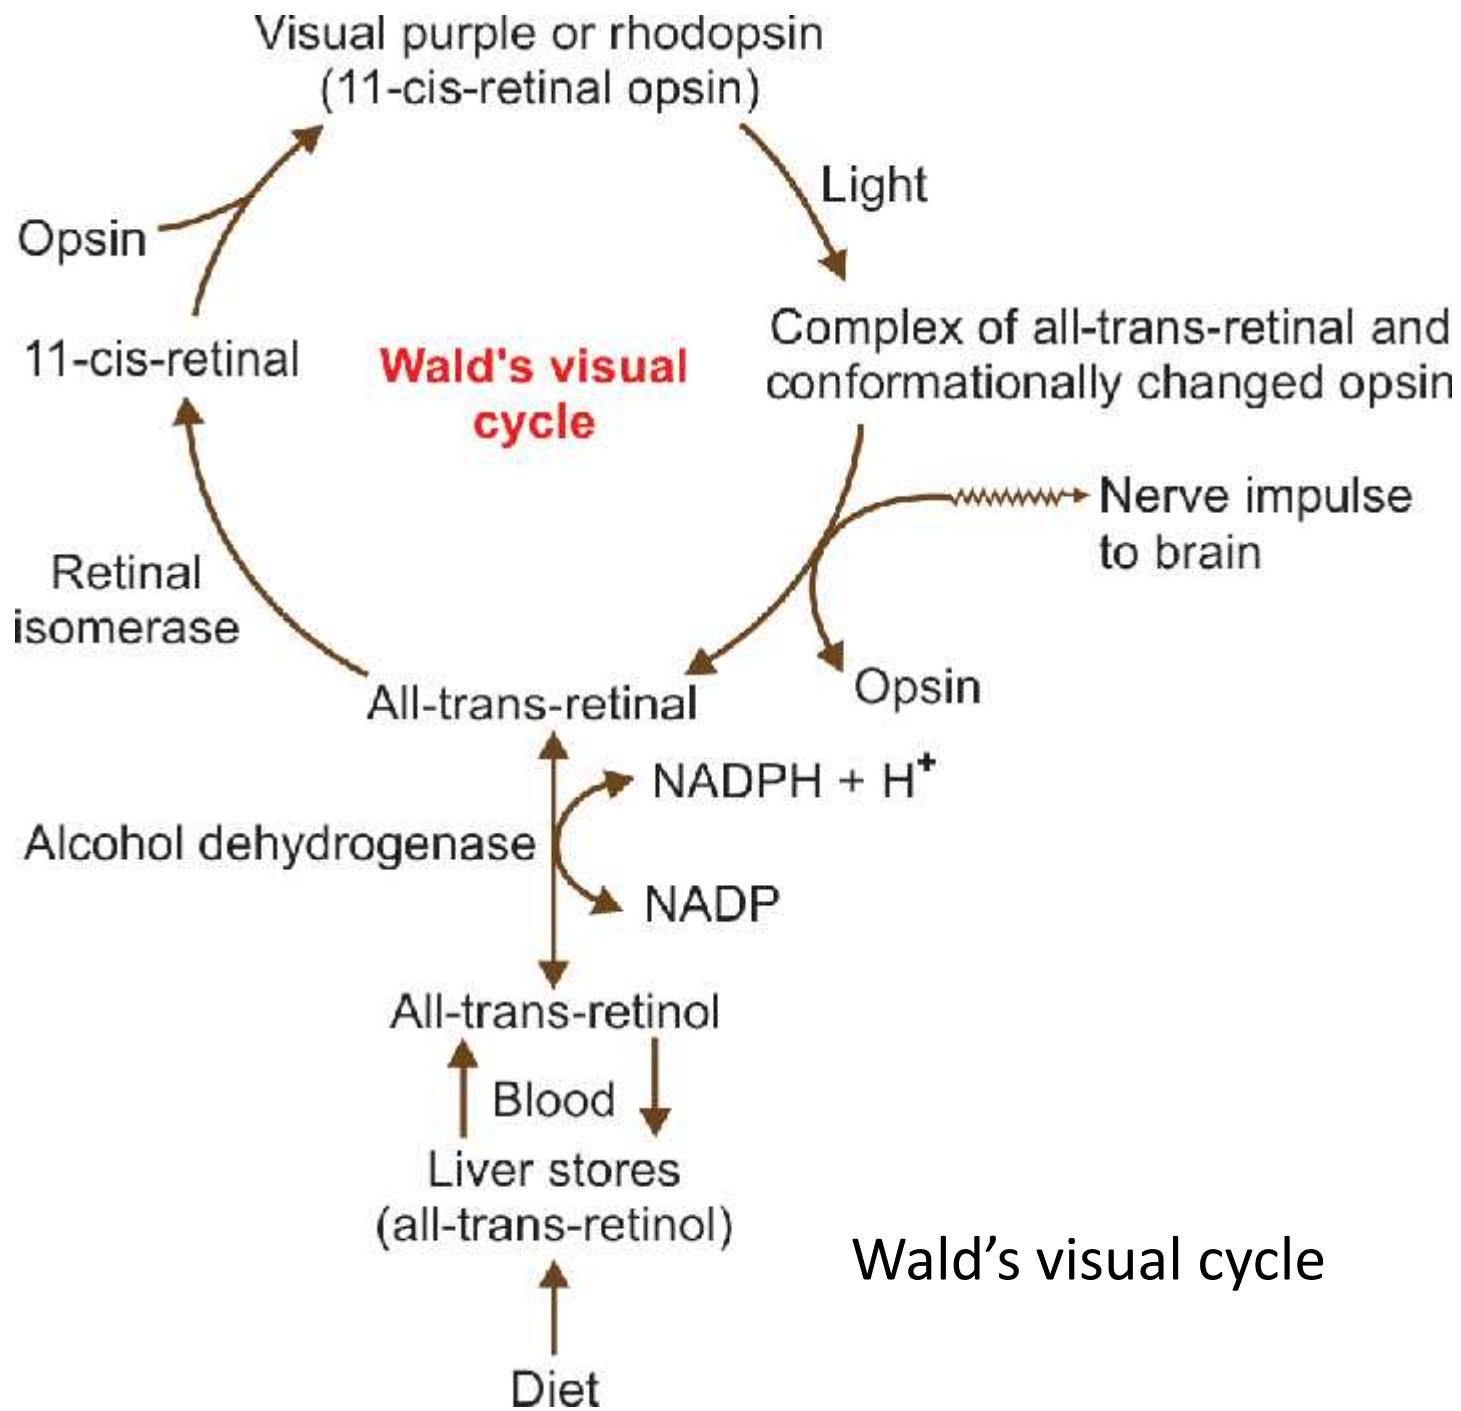 Visual purple or rhodopsin
(11-cis-retinal opsin)
Light
Opsin
11-cis-retinal
Wald's visual
cycle
Complex of all-trans-retinal and
conformationally changed opsin
Nerve impulse
to brain
Retinal
isomerase
Opsin
All-trans-retinal
NADPH + H⁺
Alcohol dehydrogenase
NADP
All-trans-retinol
Blood
Liver stores
(all-trans-retinol)
Wald’s visual cycle
Diet